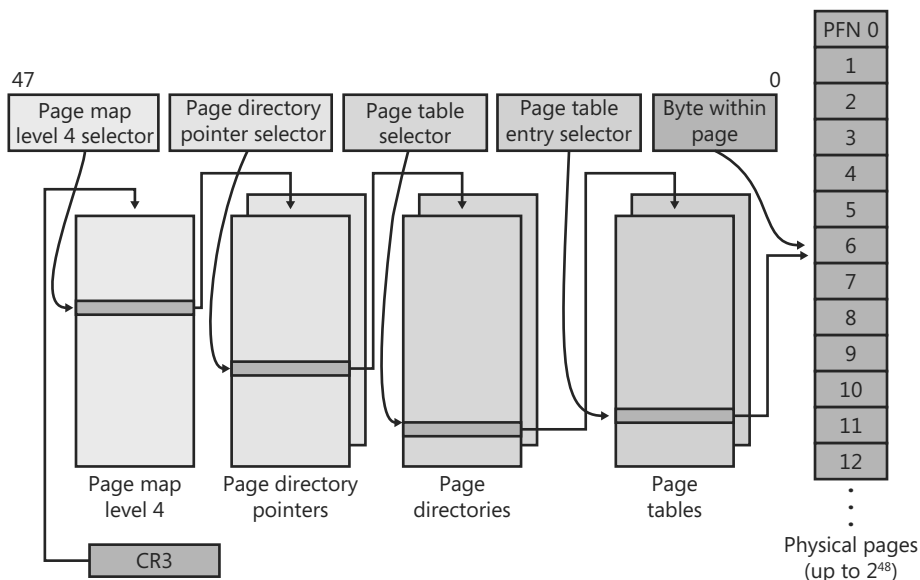 47
0
Page map
level 4 selector
Page directory
pointer selector
Page table
selector
Page table
entry selector
Byte within
page
PFN 0
1
2
3
4
5
6
7
8
9
10
11
12
Page map
level 4
Page directory
pointers
Page
directories
Page
tables
CR3
Physical pages
(up to 2⁴⁸)